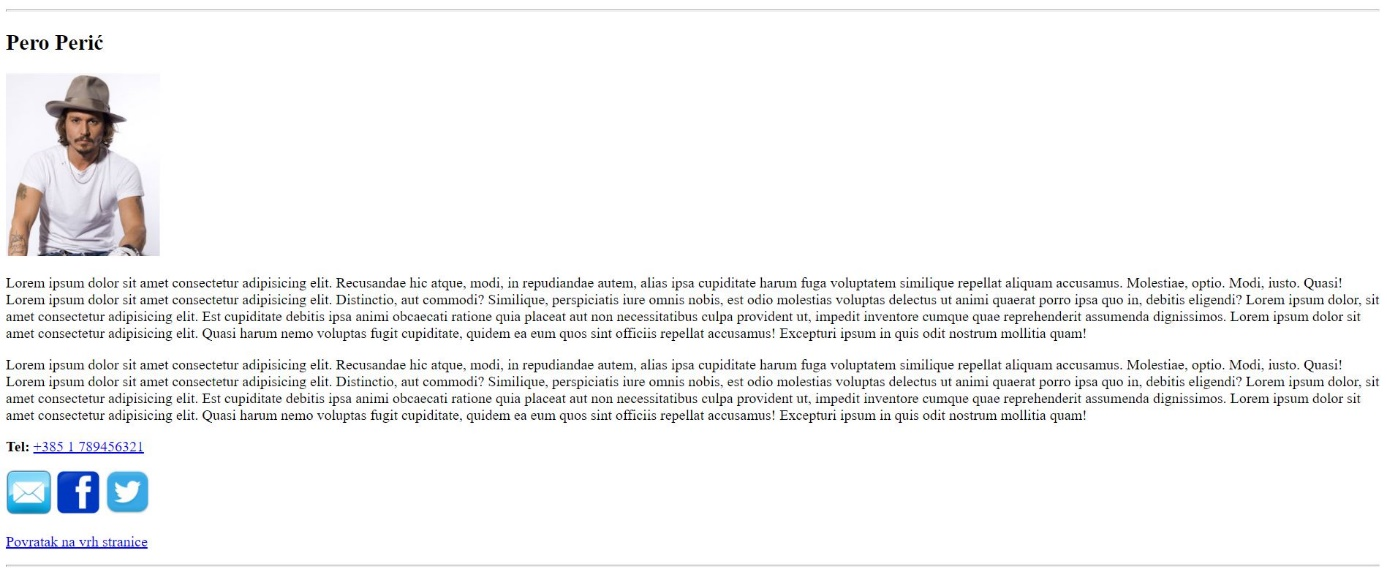 Pero Perić
Lorem ipsum dolor sit amet consectetur adipisicing elit. Recusandae hic atque, modi, in repudiandae autem, alias ipsa cupiditate harum fuga voluptatem similique repellat aliquam accusamus. Molestiae, optio. Modi, iusto. Quasi!
Lorem ipsum dolor sit amet consectetur adipisicing elit. Distinctio, aut commodi? Similique, perspiciatis iure omnis nobis, est odio molestias voluptas delectus ut animi quaerat porro ipsa quo in, debitis eligendi? Lorem ipsum dolor, sit
amet consectetur adipisicing elit. Est cupiditate debitis ipsa animi obcaecati ratione quia placeat aut non necessitatibus culpa provident ut, impedit inventore cumque quae reprehenderit assumenda dignissimos. Lorem ipsum dolor sit
amet consectetur adipisicing elit. Quasi harum nemo voluptas fugit cupiditate, quidem ea eum quos sint officiis repellat accusamus! Excepturi ipsum in quis odit nostrum mollitia quam!
Lorem ipsum dolor sit amet consectetur adipisicing elit. Recusandae hic atque, modi, in repudiandae autem, alias ipsa cupiditate harum fuga voluptatem similique repellat aliquam accusamus. Molestiae, optio. Modi, iusto. Quasi!
Lorem ipsum dolor sit amet consectetur adipisicing elit. Distinctio, aut commodi? Similique, perspiciatis iure omnis nobis, est odio molestias voluptas delectus ut animi quaerat porro ipsa quo in, debitis eligendi? Lorem ipsum dolor, sit
amet consectetur adipisicing elit. Est cupiditate debitis ipsa animi obcaecati ratione quia placeat aut non necessitatibus culpa provident ut, impedit inventore cumque quae reprehenderit assumenda dignissimos. Lorem ipsum dolor sit
amet consectetur adipisicing elit. Quasi harum nemo voluptas fugit cupiditate, quidem ea eum quos sint officiis repellat accusamus! Excepturi ipsum in quis odit nostrum mollitia quam!
Tel: +385 1 789456321
f
Povratak na vrh stranice